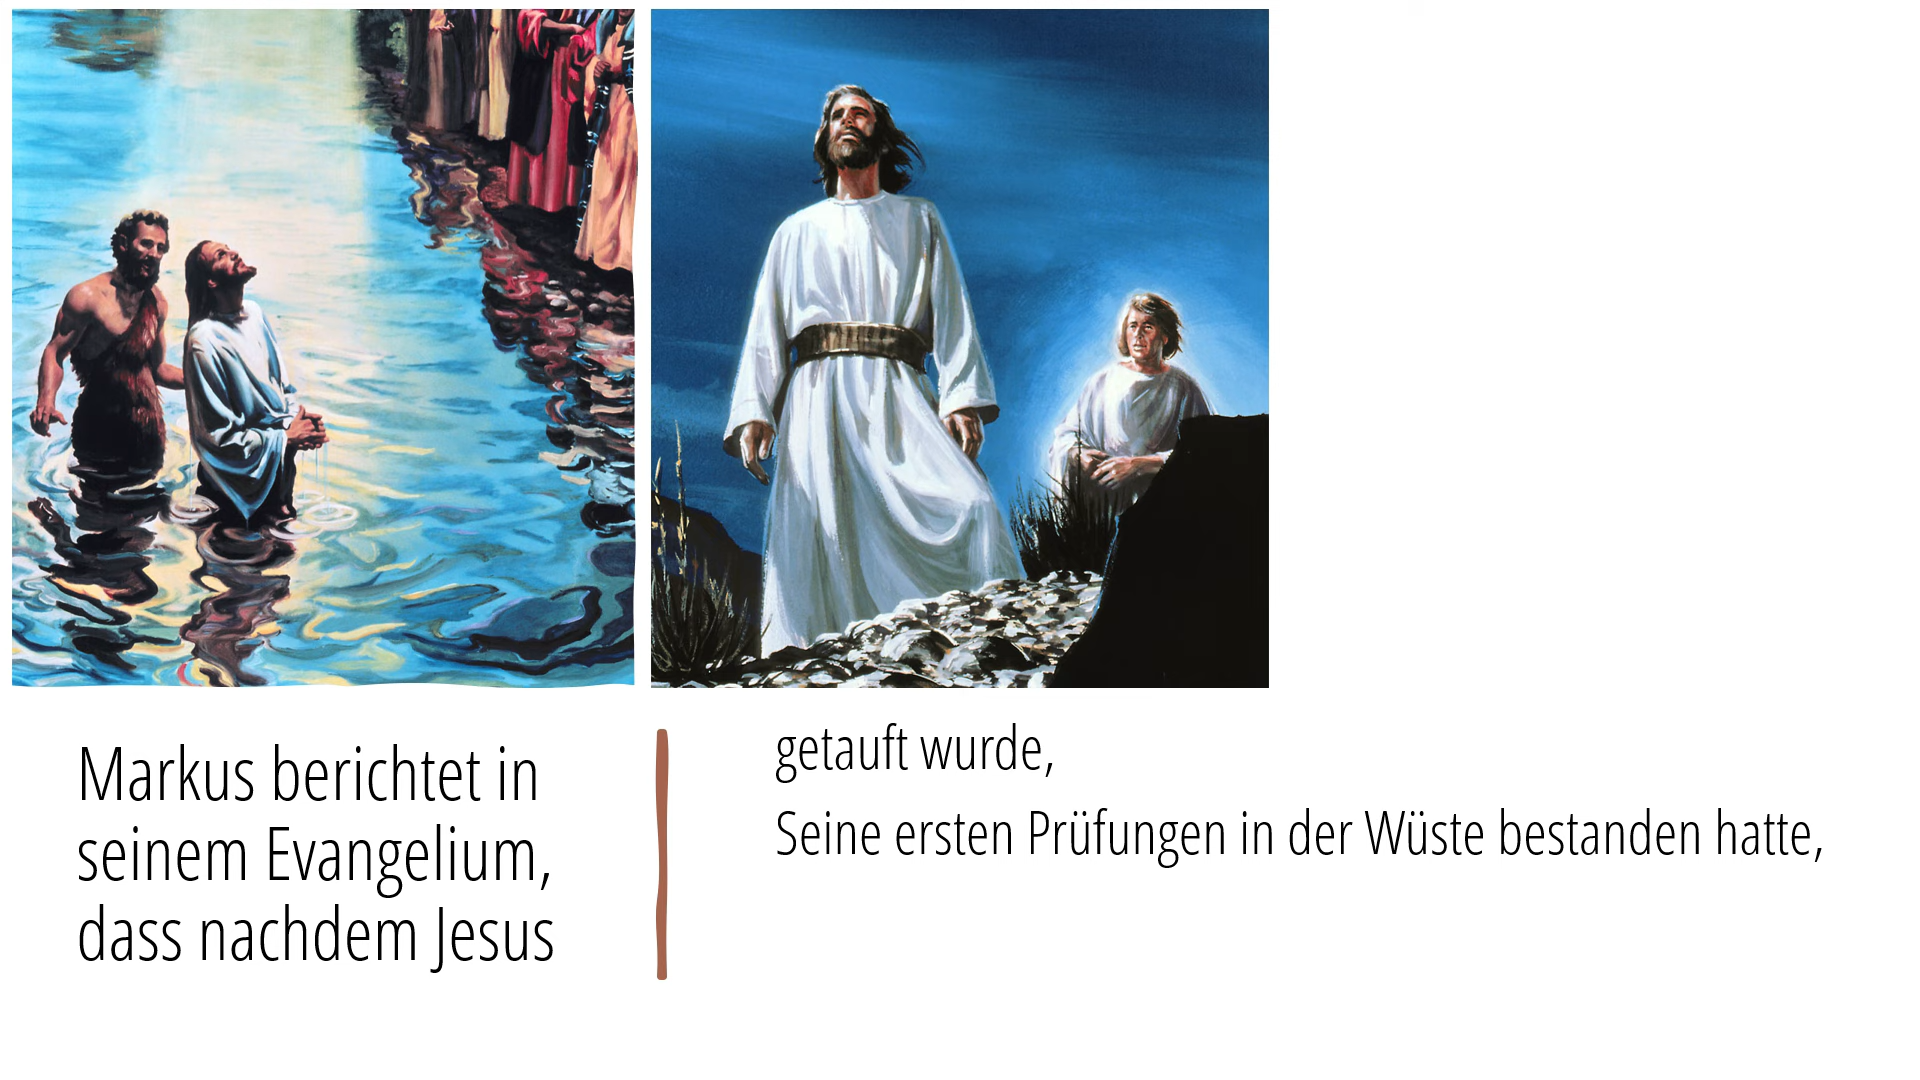 Markus berichtet in
seinem Evangelium,
dass nachdem Jesus
getauft wurde,
Seine ersten Prüfungen in der Wüste bestanden hatte,